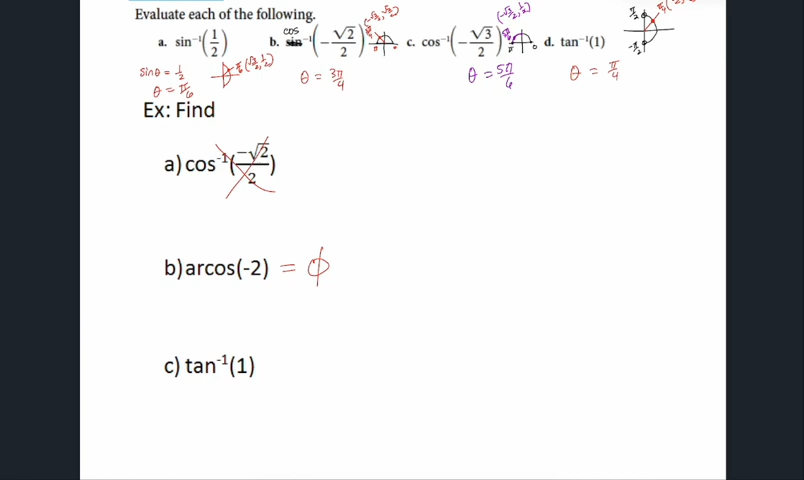 Evaluate each of the following.
a. sin⁻¹(1/2) b. cos sin⁻¹(-√2/2) c. cos⁻¹(-√3/2) d. tan⁻¹(1)
sinθ = 1/2
θ = π/6
θ = 3π/4
θ = 5π/6
θ = π/4
Ex: Find
a) cos⁻¹(-√2/2)
b) arcos(-2) = ϕ
c) tan⁻¹(1)